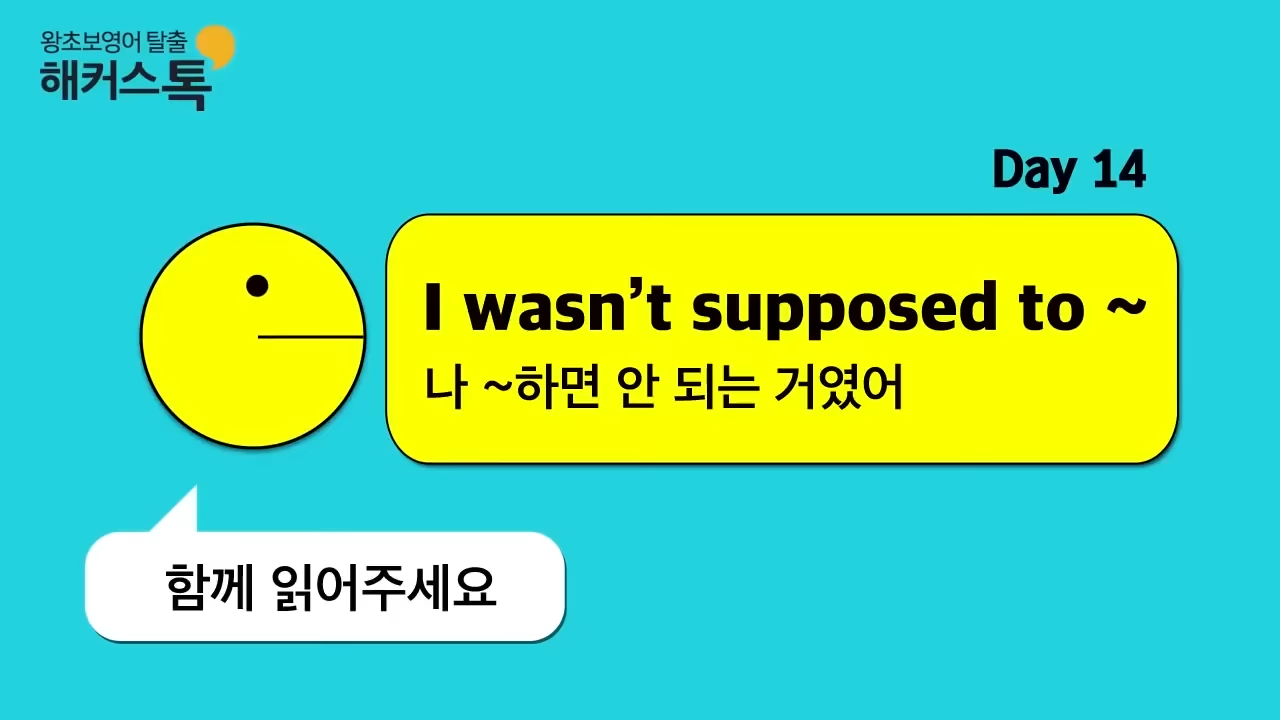 왕초보영어 탈출
해커스톡
Day 14
I wasn’t supposed to ~
나 ~하면 안 되는 거였어
함께 읽어주세요